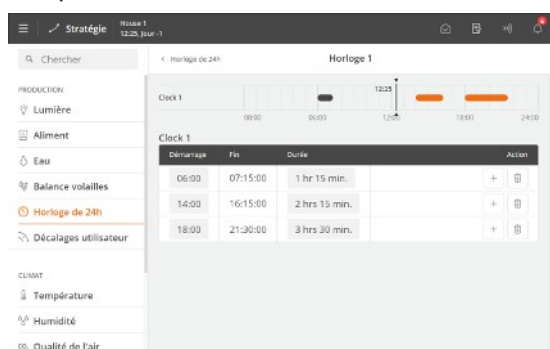 Stratégie
House 1
12:25, Jour -1
Chercher
Horloge de 24h
Horloge 1
PRODUCTION
Lumière
Aliment
Eau
Balance volailles
Horloge de 24h
Décalages utilisateur
CLIMAT
Température
Humidité
Qualité de l'air
Clock 1
12:25
00:00 06:00 12:00 18:00 24:00
Clock 1
Démarrage Fin Durée Action
06:00 07:15:00 1 hr 15 min.
14:00 16:15:00 2 hrs 15 min.
18:00 21:30:00 3 hrs 30 min.